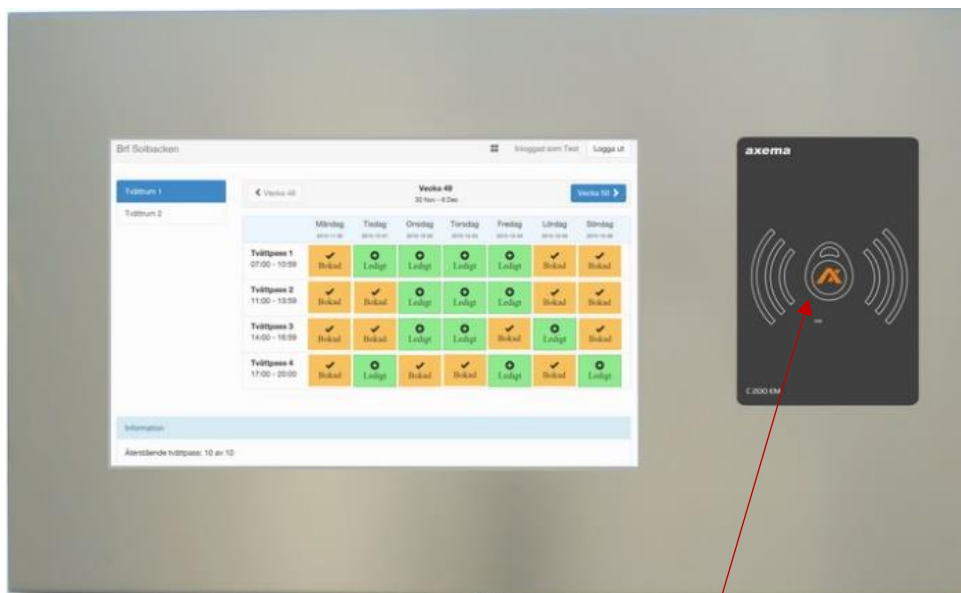 Brf Solbacken
Inloggad som Test
Logga ut
Tvättrum 1
Tvättrum 2
Vecka 48
Vecka 49
30 Nov - 6 Dec
Vecka 50
Måndag Tisdag Onsdag Torsdag Fredag Lördag Söndag
Tvättpass 1
07:00 - 10:59
Bokad Ledigt Ledigt Ledigt Ledigt Bokad Bokad
Tvättpass 2
11:00 - 13:59
Bokad Bokad Ledigt Ledigt Ledigt Bokad Bokad
Tvättpass 3
14:00 - 16:59
Bokad Bokad Ledigt Ledigt Bokad Ledigt Bokad
Tvättpass 4
17:00 - 20:00
Bokad Ledigt Bokad Bokad Ledigt Bokad Ledigt
Information
Återstående tvättpass: 10 av 10
axema
C 200 EM